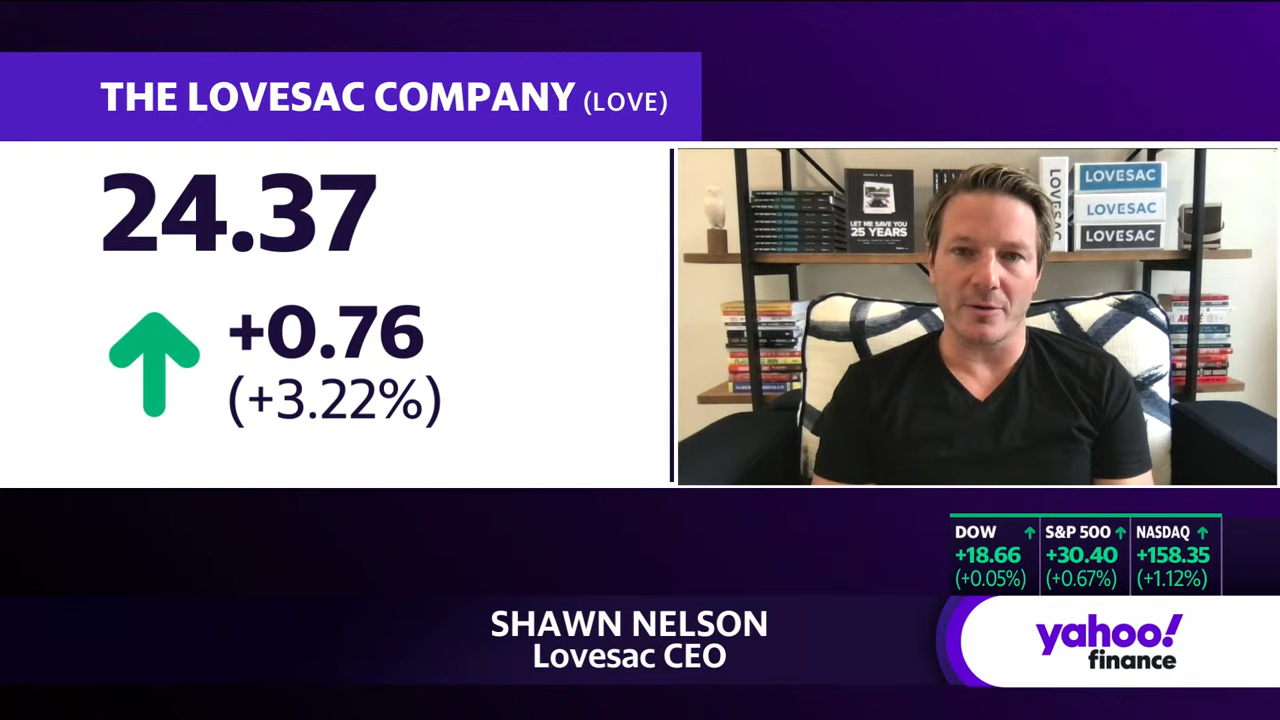 THE LOVESAC COMPANY (LOVE)
24.37
+0.76
(+3.22%)
LET ME SAVE YOU
25 YEARS
LOVESAC
LOVESAC
LOVESAC
LOVESAC
DOW
+18.66
(+0.05%)
S&P 500
+30.40
(+0.67%)
NASDAQ
+158.35
(+1.12%)
SHAWN NELSON
Lovesac CEO
yahoo!
finance